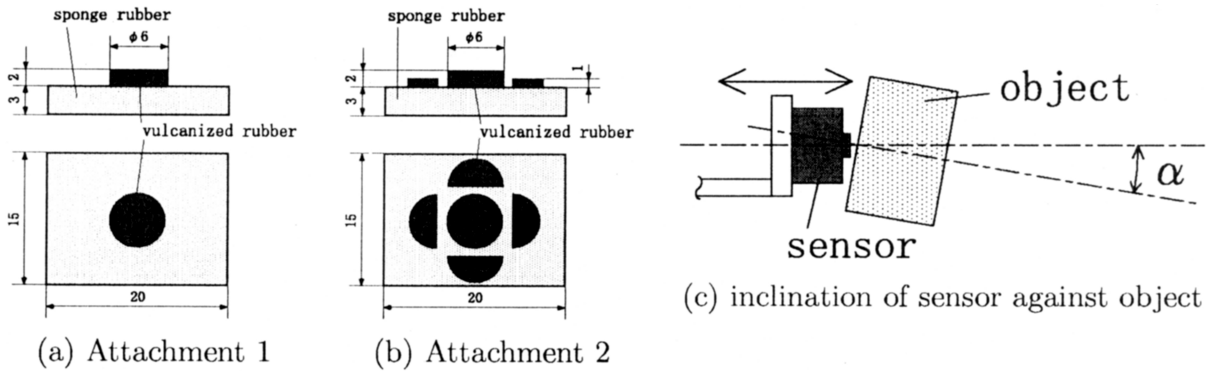 sponge rubber
φ6
2
3
vulcanized rubber
15
20
(a) Attachment 1
sponge rubber
φ6
2
3
1
vulcanized rubber
15
20
(b) Attachment 2
object
α
sensor
(c) inclination of sensor against object